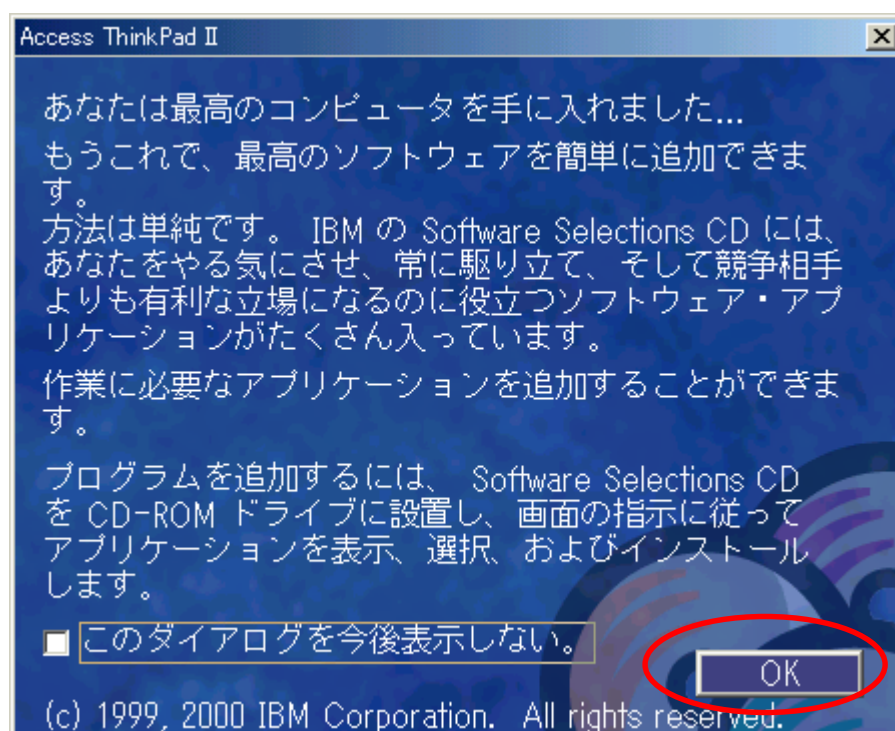 Access ThinkPad II
あなたは最高のコンピュータを手に入れました...
もうこれで、最高のソフトウェアを簡単に追加できま
す。
方法は単純です。 IBM の Software Selections CD には、
あなたをやる気にさせ、常に駆り立て、そして競争相手
よりも有利な立場になるのに役立つソフトウェア・アプ
リケーションがたくさん入っています。
作業に必要なアプリケーションを追加することができま
す。
プログラムを追加するには、 Software Selections CD
を CD-ROM ドライブに設置し、画面の指示に従って
アプリケーションを表示、選択、およびインストール
します。
このダイアログを今後表示しない。
OK
(c) 1999, 2000 IBM Corporation. All rights reserved.